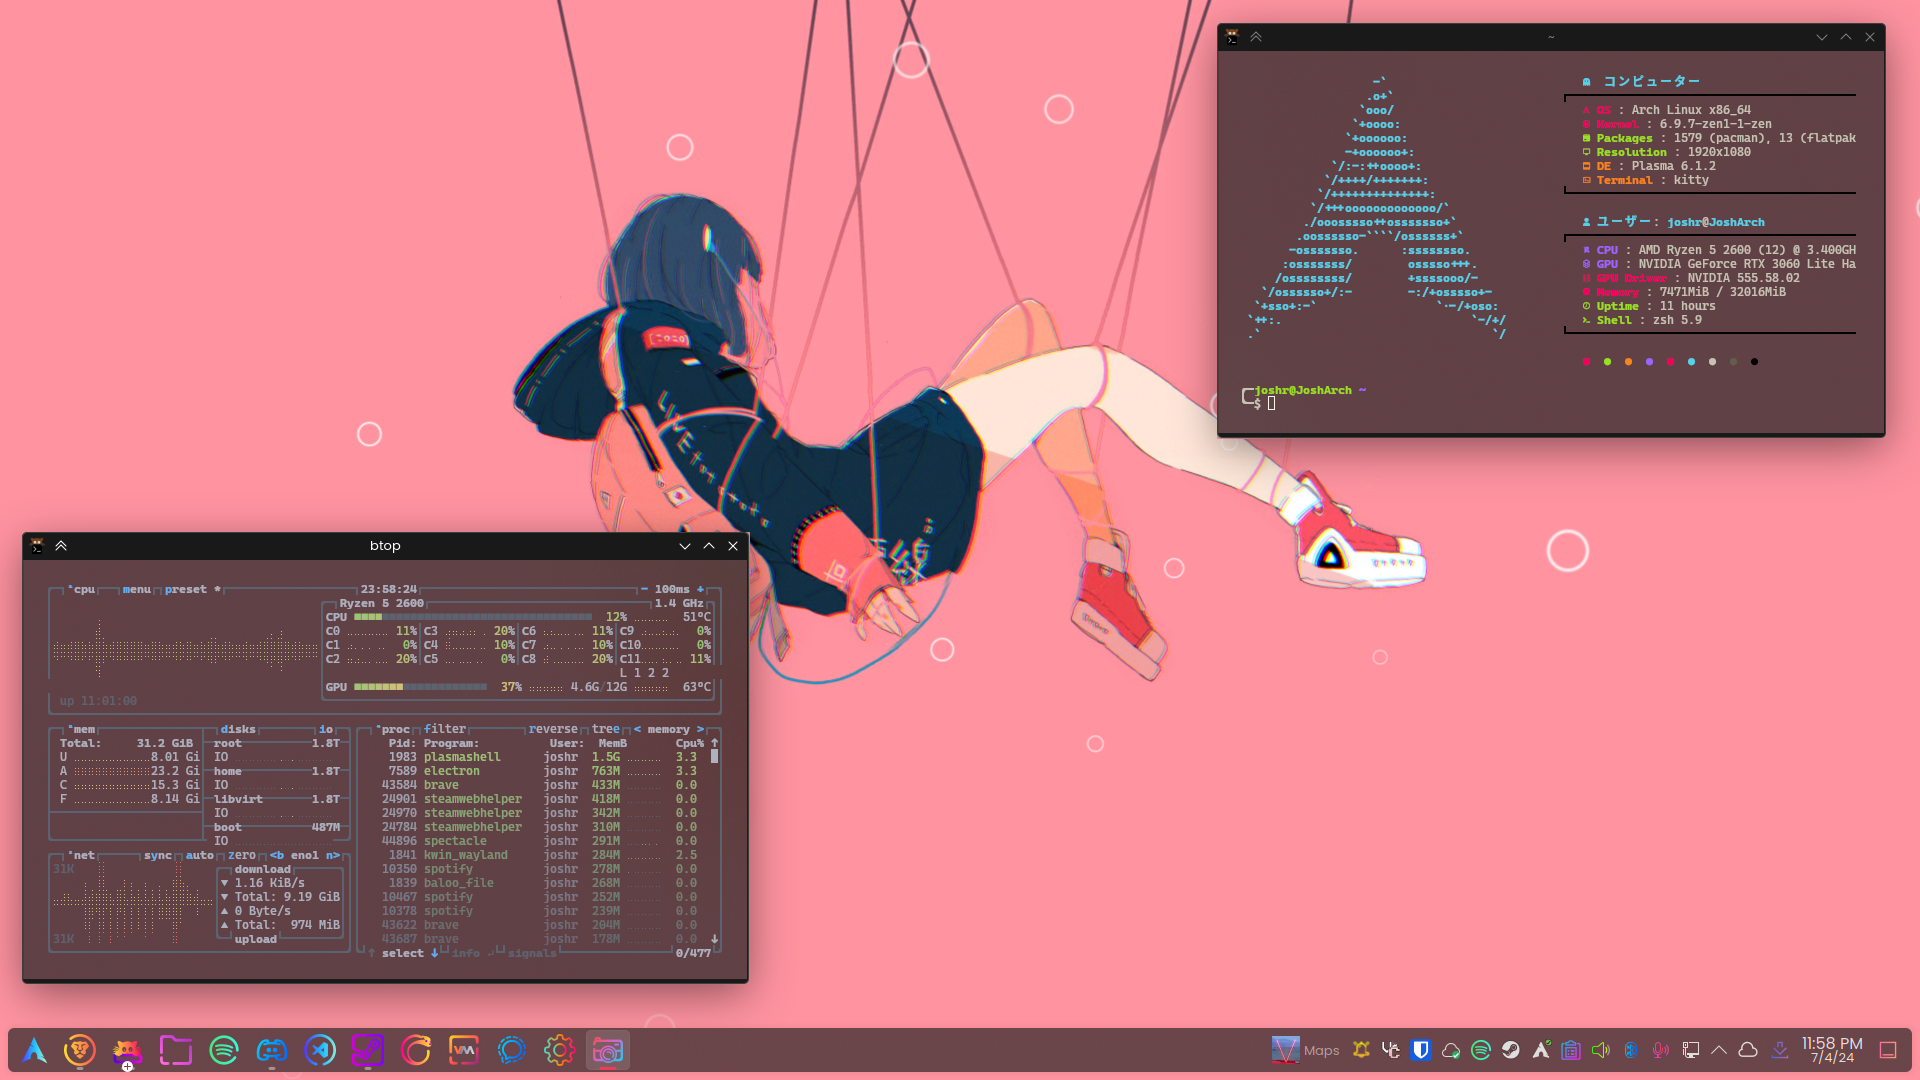 ~
コンピューター
OS : Arch Linux x86_64
Kernel : 6.9.7-zen1-1-zen
Packages : 1579 (pacman), 13 (flatpak
Resolution : 1920x1080
DE : Plasma 6.1.2
Terminal : kitty
ユーザー : joshr@JoshArch
CPU : AMD Ryzen 5 2600 (12) @ 3.400GH
GPU : NVIDIA GeForce RTX 3060 Lite Ha
GPU Driver : NVIDIA 555.58.02
Memory : 7471MiB / 32016MiB
Uptime : 11 hours
Shell : zsh 5.9
joshr@JoshArch ~
$
btop
¹cpu menu preset * 23:58:24 - 100ms +
Ryzen 5 2600 1.4 GHz
CPU 12% 51°C
C0 11% C3 20% C6 11% C9 0%
C1 0% C4 10% C7 10% C10 0%
C2 20% C5 0% C8 20% C11 11%
L 1 2 2
GPU 37% 4.6G/12G 63°C
up 11:01:00
²mem disks io
Total: 31.2 GiB
U 8.01 Gi
A 23.2 Gi
C 15.3 Gi
F 8.14 Gi
root 1.8T
IO
home 1.8T
IO
libvirt 1.8T
IO
boot 487M
IO
³net sync auto zero <b eno1 n>
31K
download
▼ 1.16 KiB/s
▼ Total: 9.19 GiB
▲ 0 Byte/s
▲ Total: 974 MiB
31K
upload
⁴proc filter reverse tree < memory >
Pid: Program: User: MemB Cpu% ↑
1983 plasmashell joshr 1.5G 3.3
7589 electron joshr 763M 3.3
43584 brave joshr 433M 0.0
24901 steamwebhelper joshr 418M 0.0
24970 steamwebhelper joshr 342M 0.0
24784 steamwebhelper joshr 310M 0.0
44896 spectacle joshr 291M 0.0
1841 kwin_wayland joshr 284M 2.5
10350 spotify joshr 278M 0.0
1839 baloo_file joshr 268M 0.0
10467 spotify joshr 252M 0.0
10378 spotify joshr 239M 0.0
43622 brave joshr 204M 0.0
43687 brave joshr 178M 0.0 ↓
↑ select ↓ info ↵ signals 0/477
Maps
11:58 PM
7/4/24